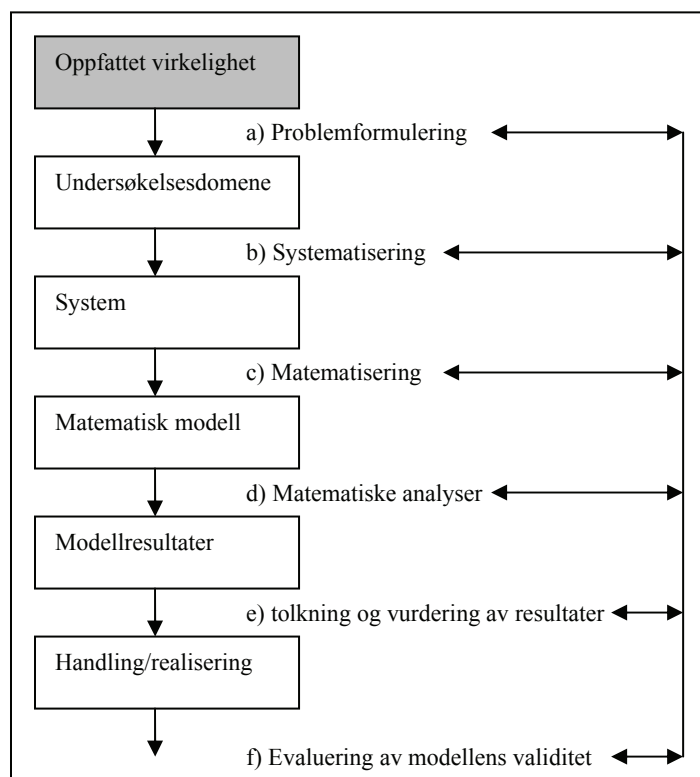 Oppfattet virkelighet
a) Problemformulering
Undersøkelsesdomene
b) Systematisering
System
c) Matematisering
Matematisk modell
d) Matematiske analyser
Modellresultater
e) tolkning og vurdering av resultater
Handling/realisering
f) Evaluering av modellens validitet